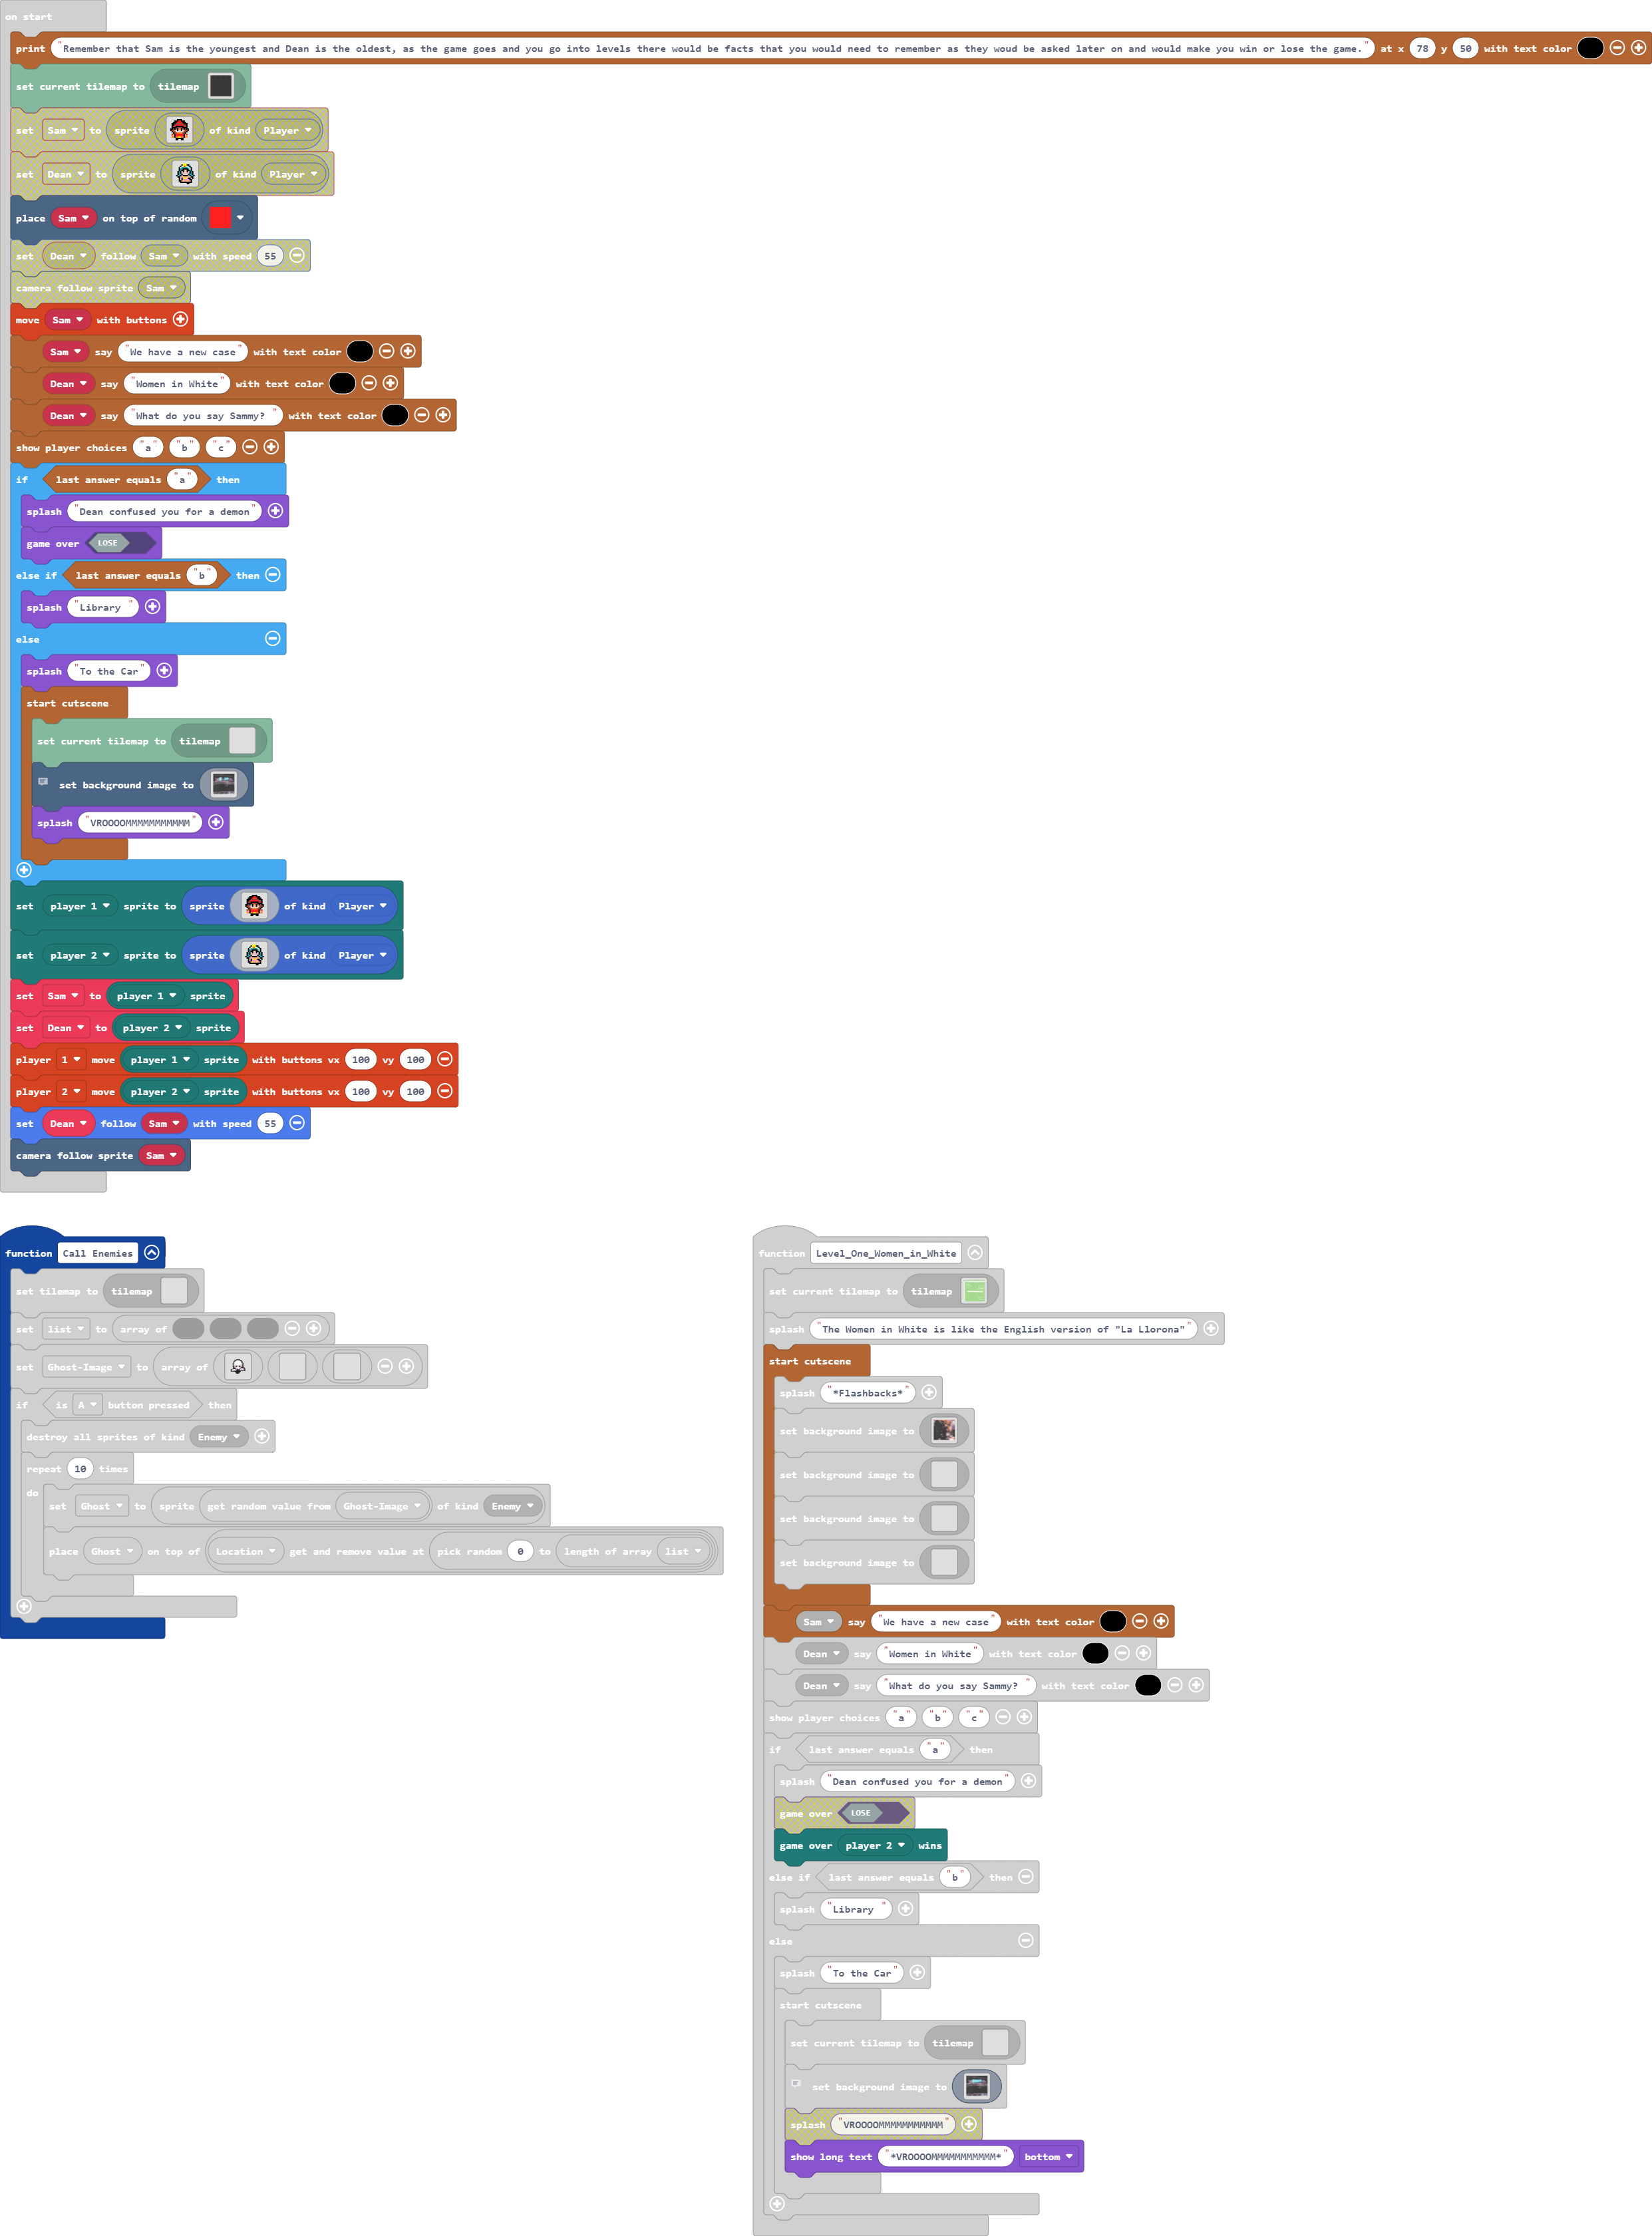 on start
print "Remember that Sam is the youngest and Dean is the oldest, as the game goes and you go into levels there would be facts that you would need to remember as they woud be asked later on and would make you win or lose the game." at x 78 y 50 with text color
set current tilemap to tilemap
set Sam to sprite of kind Player
set Dean to sprite of kind Player
place Sam on top of random
set Dean follow Sam with speed 55
camera follow sprite Sam
move Sam with buttons
Sam say "We have a new case" with text color
Dean say "Women in White" with text color
Dean say "What do you say Sammy? " with text color
show player choices "a" "b" "c"
if last answer equals "a" then
splash "Dean confused you for a demon"
game over LOSE
else if last answer equals "b" then
splash "Library "
else
splash "To the Car"
start cutscene
set current tilemap to tilemap
set background image to
splash "VROOOOMMMMMMMMMMM"
set player 1 sprite to sprite of kind Player
set player 2 sprite to sprite of kind Player
set Sam to player 1 sprite
set Dean to player 2 sprite
player 1 move player 1 sprite with buttons vx 100 vy 100
player 2 move player 2 sprite with buttons vx 100 vy 100
set Dean follow Sam with speed 55
camera follow sprite Sam
function Call Enemies
set tilemap to tilemap
set list to array of
set Ghost-Image to array of
if is A button pressed then
destroy all sprites of kind Enemy
repeat 10 times
do
set Ghost to sprite get random value from Ghost-Image of kind Enemy
place Ghost on top of Location get and remove value at pick random 0 to length of array list
function Level_One_Women_in_White
set current tilemap to tilemap
splash "The Women in White is like the English version of "La Llorona""
start cutscene
splash "*Flashbacks*"
set background image to
set background image to
set background image to
set background image to
Sam say "We have a new case" with text color
Dean say "Women in White" with text color
Dean say "What do you say Sammy? " with text color
show player choices "a" "b" "c"
if last answer equals "a" then
splash "Dean confused you for a demon"
game over LOSE
game over player 2 wins
else if last answer equals "b" then
splash "Library "
else
splash "To the Car"
start cutscene
set current tilemap to tilemap
set background image to
splash "VROOOOMMMMMMMMMMM"
show long text "*VROOOOMMMMMMMMMMM*" bottom